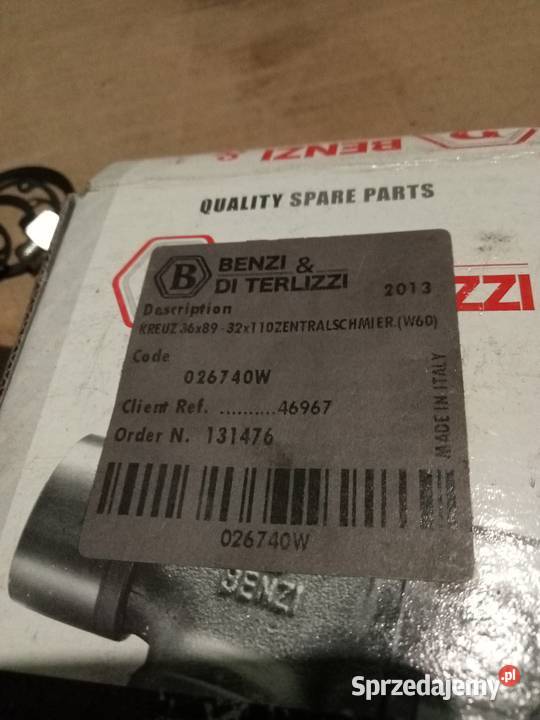 BENZI &
QUALITY SPARE PARTS
B BENZI & DI TERLIZZI
2013
ZZI
Description
KREUZ 36x89-32x110ZENTRALSCHMIER.(W60)
Code
026740W
Client Ref. ..........46967
Order N. 131476
MADE IN ITALY
026740W
BENZI
Sprzedajemy.pl